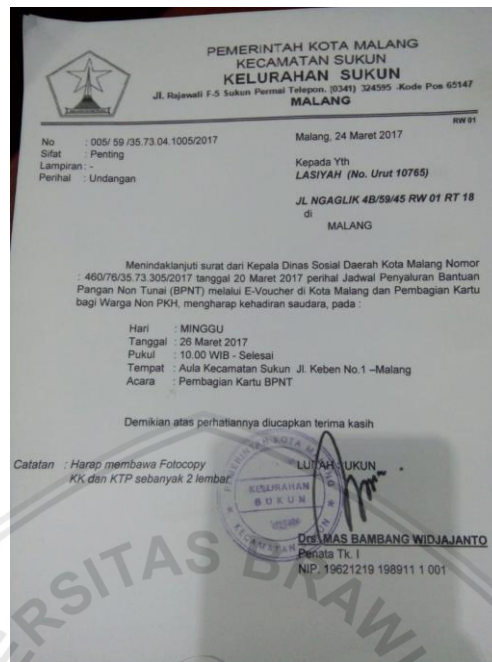 PEMERINTAH KOTA MALANG
KECAMATAN SUKUN
KELURAHAN SUKUN
Jl. Rajawali F-5 Sukun Permai Telepon. (0341) 324595 -Kode Pos 65147
MALANG
RW 01
No : 005/ 59 /35.73.04.1005/2017
Sifat : Penting
Lampiran : -
Perihal : Undangan
Malang, 24 Maret 2017
Kepada Yth
LASIYAH (No. Urut 10765)
JL NGAGLIK 4B/59/45 RW 01 RT 18
di
MALANG
Menindaklanjuti surat dari Kepala Dinas Sosial Daerah Kota Malang Nomor
: 460/76/35.73.305/2017 tanggal 20 Maret 2017 perihal Jadwal Penyaluran Bantuan
Pangan Non Tunai (BPNT) melalui E-Voucher di Kota Malang dan Pembagian Kartu
bagi Warga Non PKH, mengharap kehadiran saudara, pada :
Hari : MINGGU
Tanggal : 26 Maret 2017
Pukul : 10.00 WIB - Selesai
Tempat : Aula Kecamatan Sukun Jl. Keben No.1 –Malang
Acara : Pembagian Kartu BPNT
Demikian atas perhatiannya diucapkan terima kasih
Catatan : Harap membawa Fotocopy
KK dan KTP sebanyak 2 lembar
LURAH SUKUN
PEMERINTAH KOTA MALANG
KELURAHAN
SUKUN
KECAMATAN
Drs. MAS BAMBANG WIDJAJANTO
Penata Tk. I
NIP. 19621219 198911 1 001